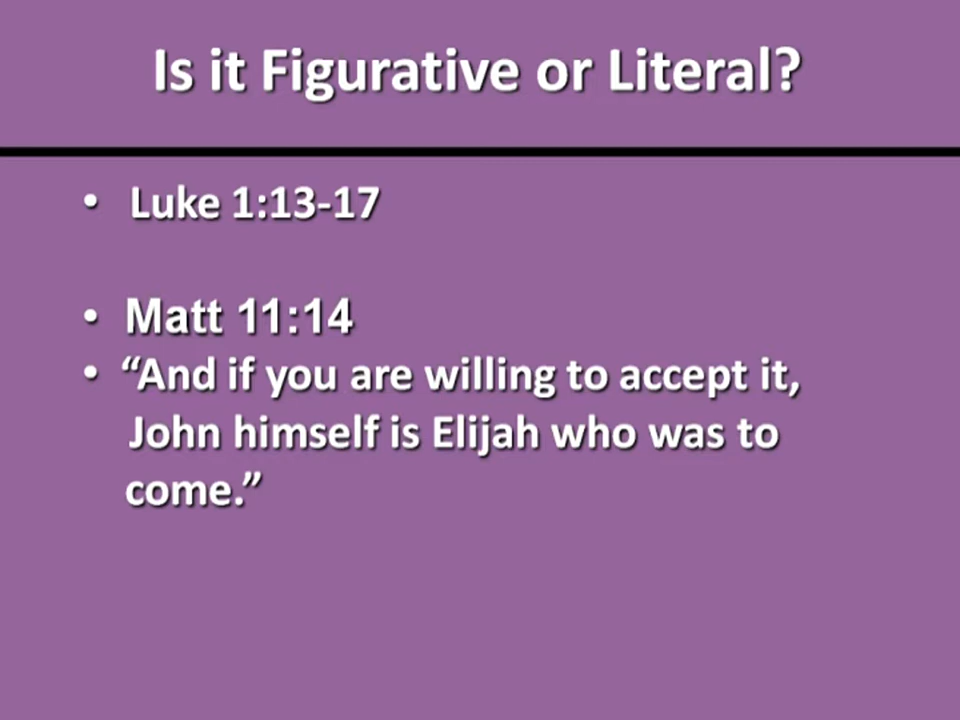 Is it Figurative or Literal?
• Luke 1:13-17
• Matt 11:14
• “And if you are willing to accept it,
John himself is Elijah who was to
come.”